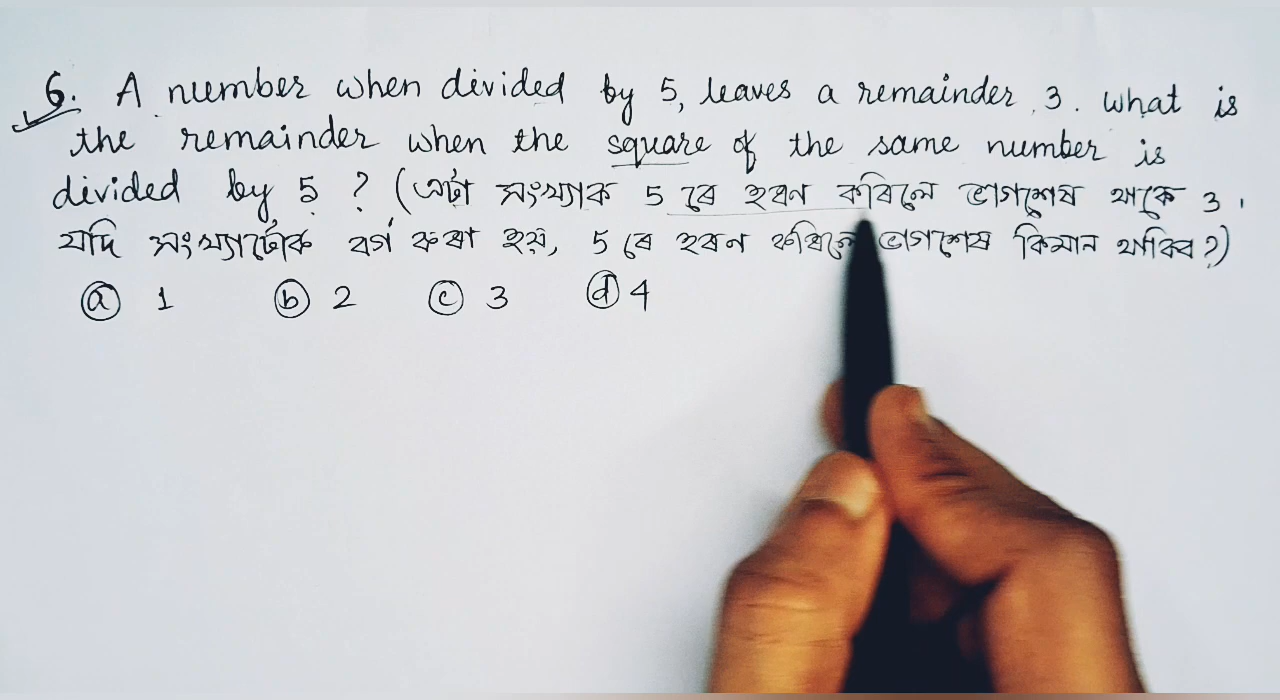 6. A number when divided by 5, leaves a remainder 3. What is
the remainder when the square of the same number is
divided by 5 ? (এটা সংখ্যাক 5 ৰে হৰণ কৰিলে ভাগশেষ থাকে 3,
যদি সংখ্যাটোক বৰ্গ কৰা হয়, 5 ৰে হৰণ কৰিলে ভাগশেষ কিমান থাকিব ?)
ⓐ 1 ⓑ 2 ⓒ 3 ⓓ 4